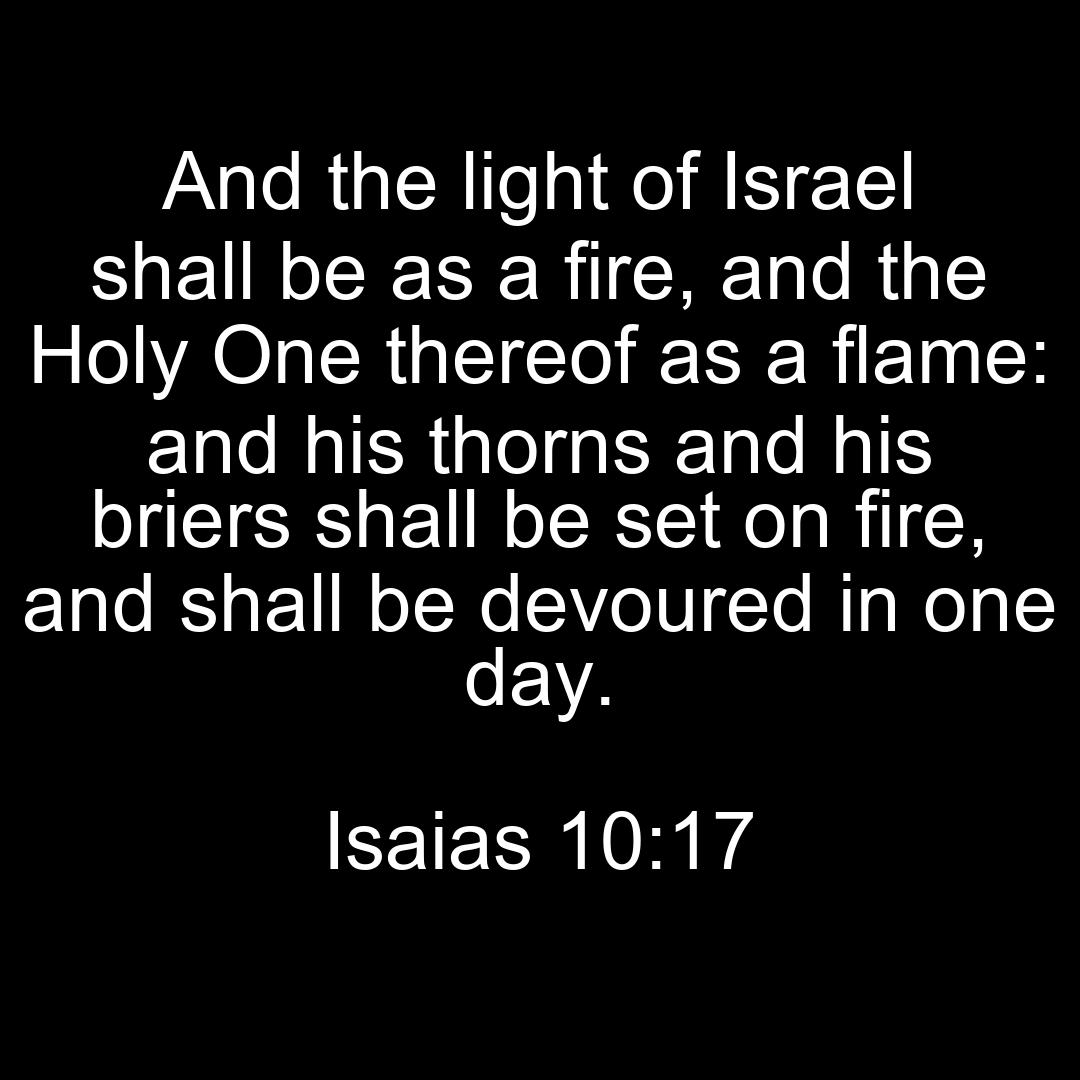 And the light of Israel
shall be as a fire, and the
Holy One thereof as a flame:
and his thorns and his
briers shall be set on fire,
and shall be devoured in one
day.
Isaias 10:17